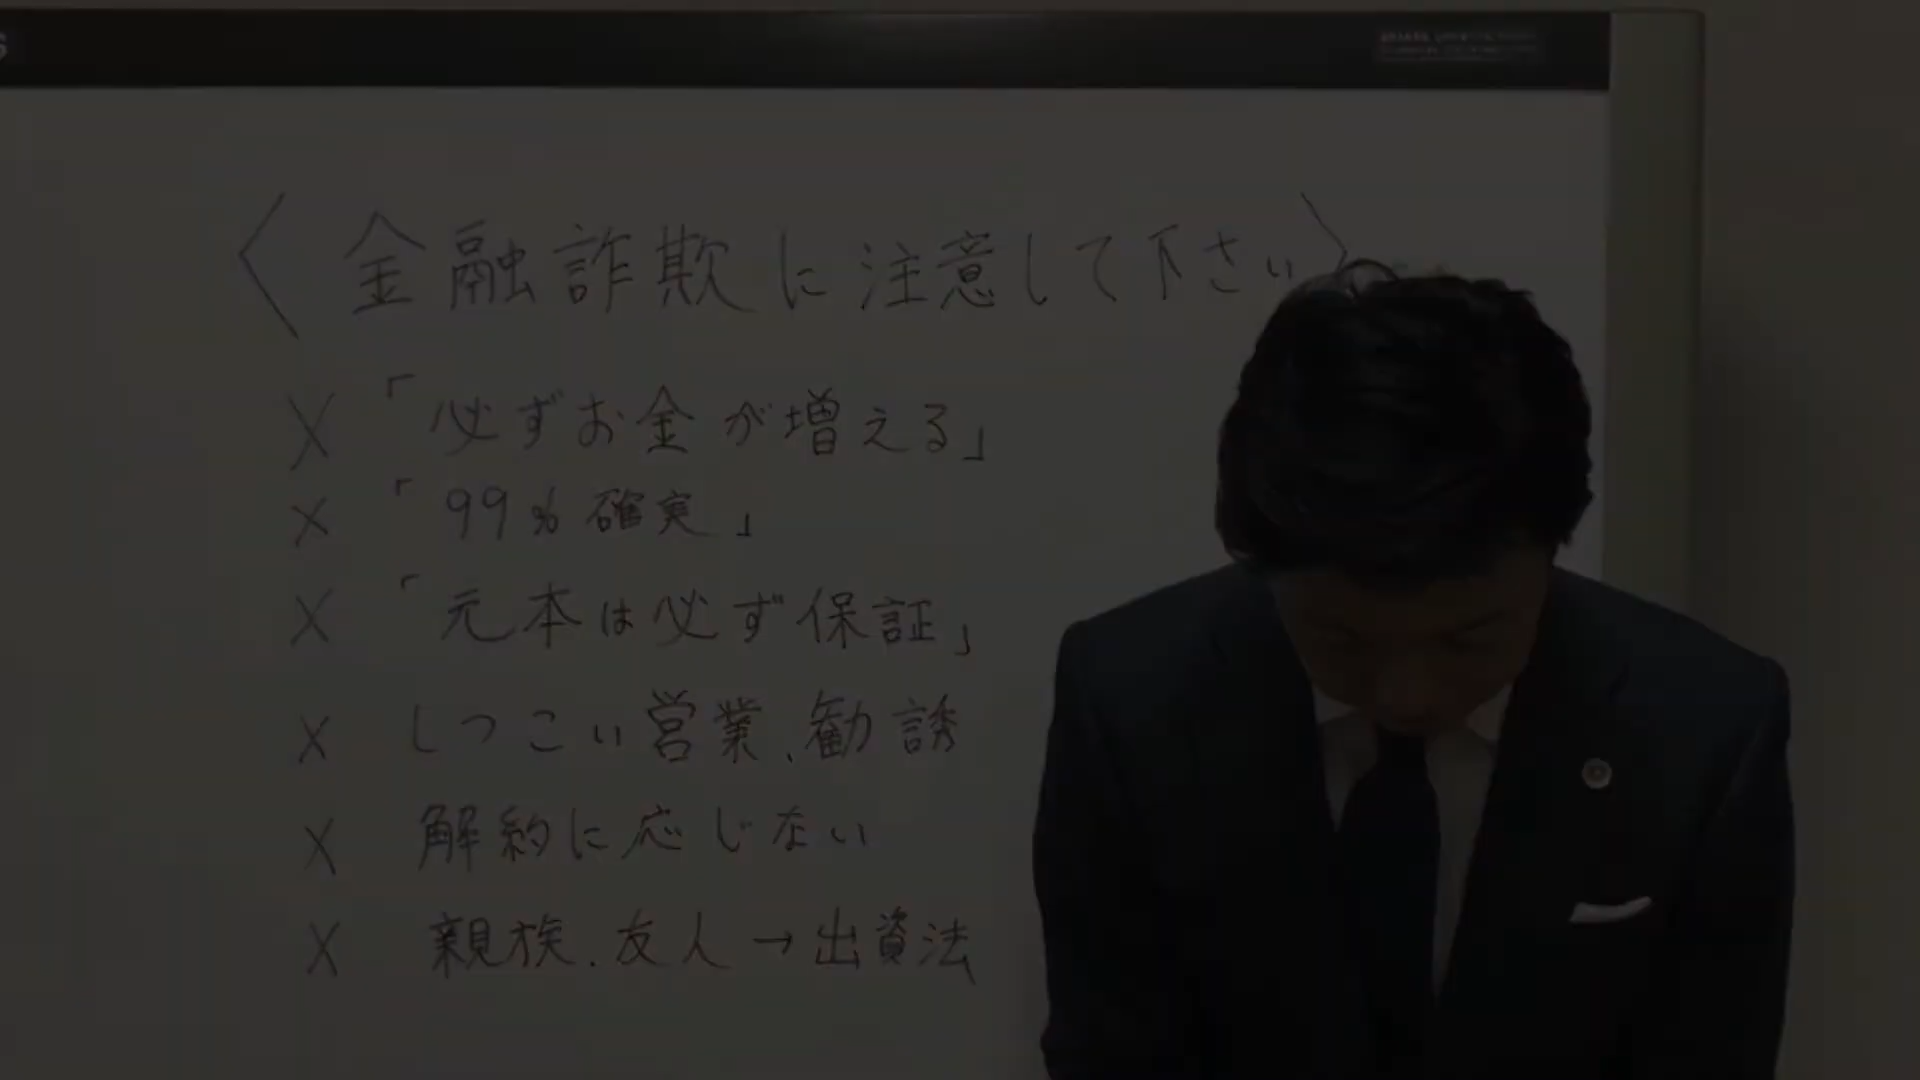 〈金融詐欺に注意して下さい〉
×「必ずお金が増える」
×「99%確実」
×「元本は必ず保証」
× しつこい営業、勧誘
× 解約に応じない
× 親族、友人→出資法